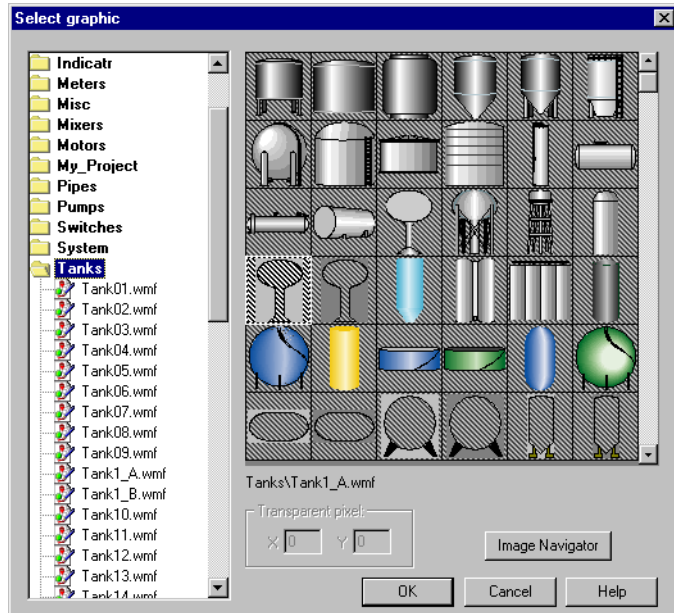 Select graphic
Indicatr
Meters
Misc
Mixers
Motors
My_Project
Pipes
Pumps
Switches
System
Tanks
Tank01.wmf
Tank02.wmf
Tank03.wmf
Tank04.wmf
Tank05.wmf
Tank06.wmf
Tank07.wmf
Tank08.wmf
Tank09.wmf
Tank1_A.wmf
Tank1_B.wmf
Tank10.wmf
Tank11.wmf
Tank12.wmf
Tank13.wmf
Tank14.wmf
Tanks\Tank1_A.wmf
Transparent pixel:
X 0 Y 0
Image Navigator
OK Cancel Help